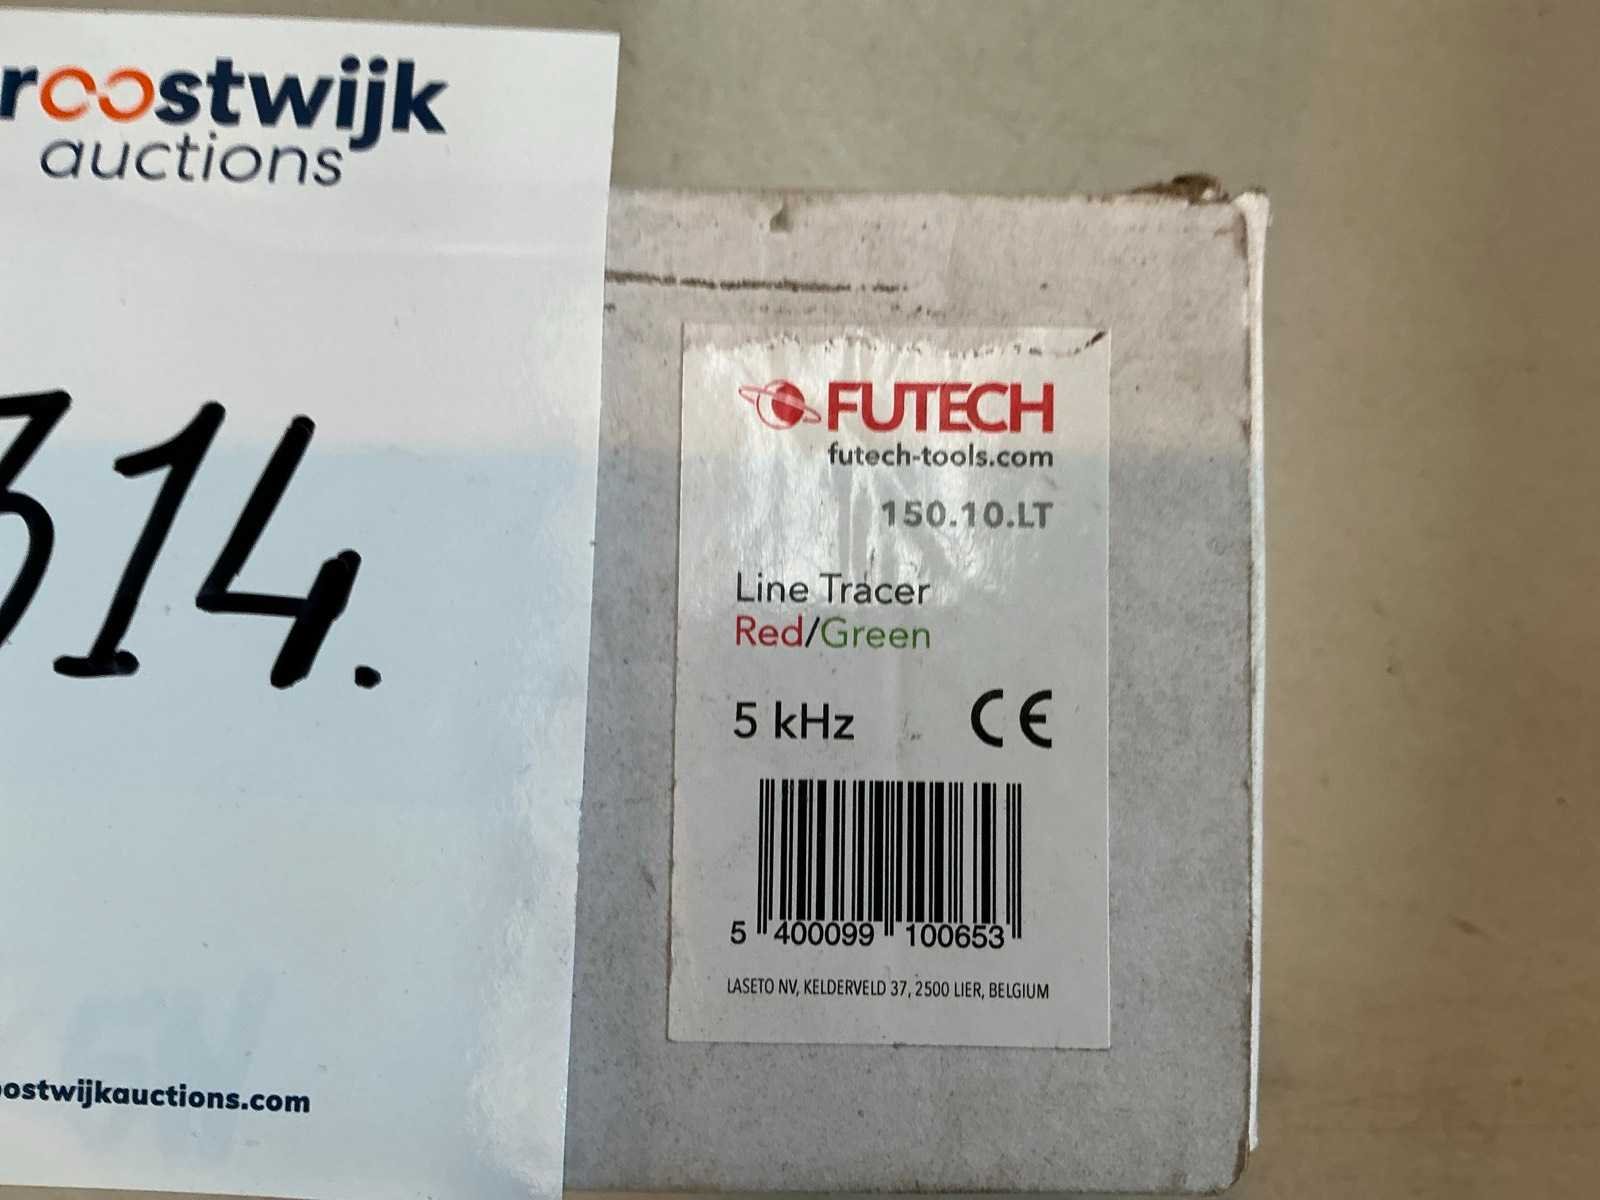 roostwijk
auctions
314.
ostwijkauctions.com
FUTECH
futech-tools.com
150.10.LT
Line Tracer
Red/Green
5 kHz CE
5 400099 100653
LASETO NV, KELDERVELD 37, 2500 LIER, BELGIUM